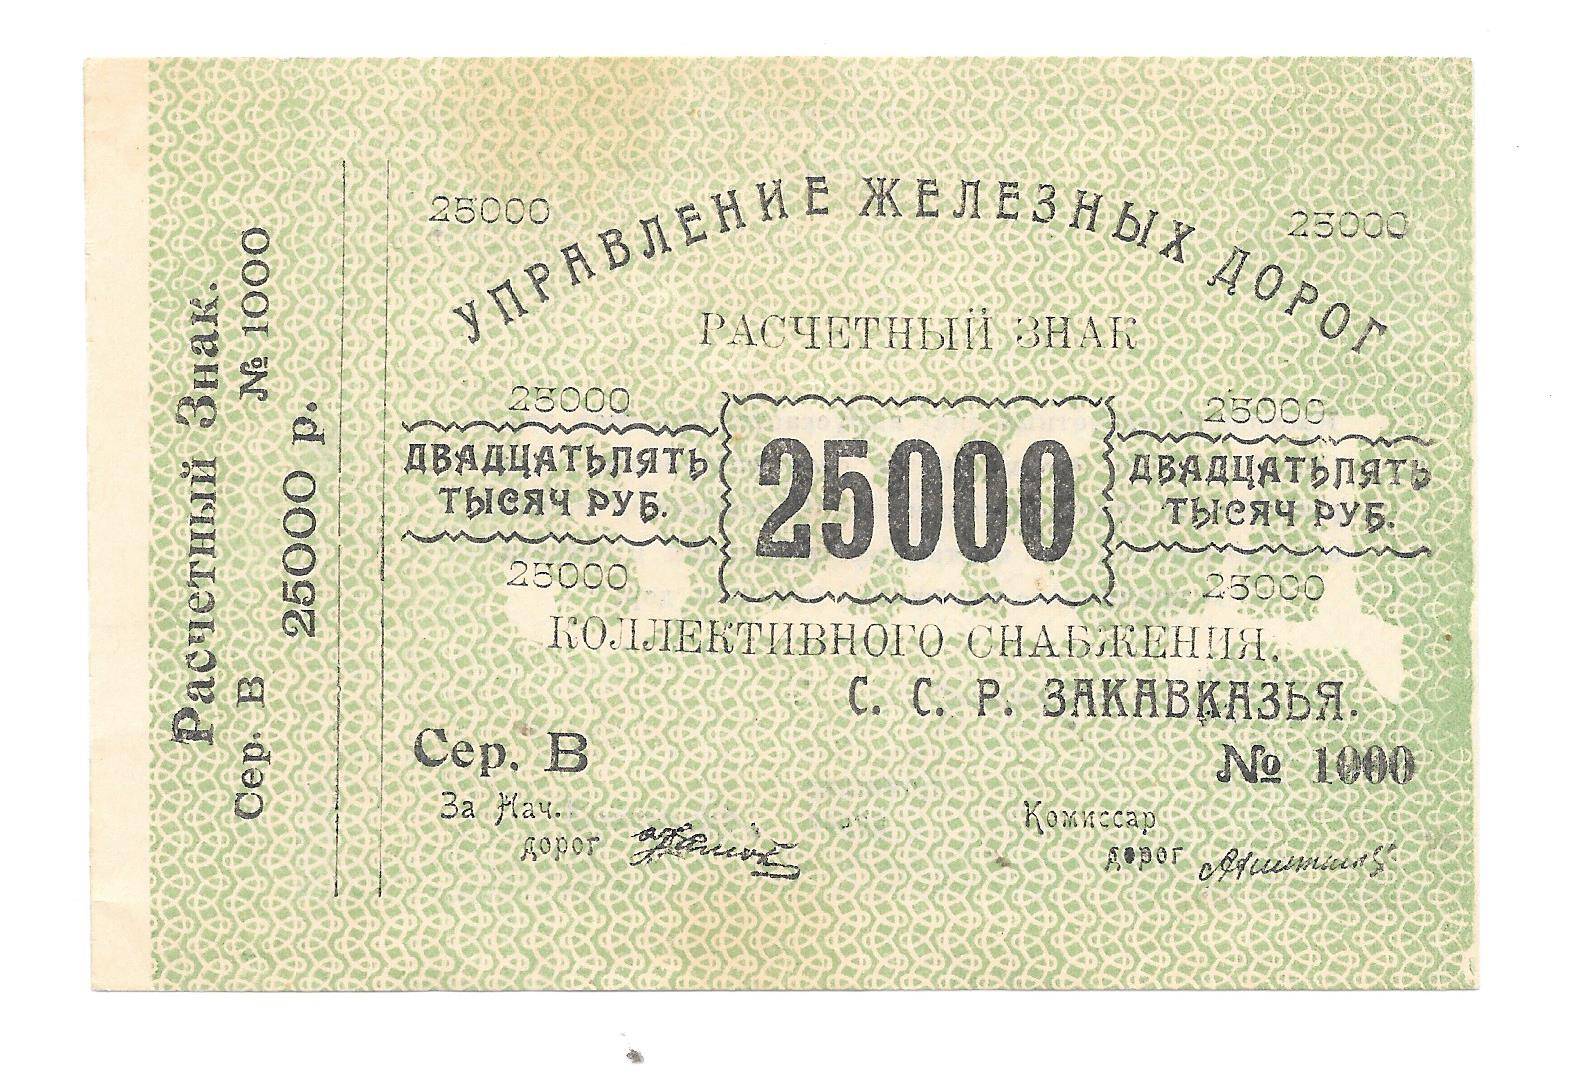 Расчетный Знак.
Сер. В № 1000
25000 р.
25000 25000
УПРАВЛЕНИЕ ЖЕЛЕЗНЫХ ДОРОГ
РАСЧЕТНЫЙ ЗНАК
25000 25000
ДВАДЦАТЬПЯТЬ 25000 ДВАДЦАТЬПЯТЬ
ТЫСЯЧ РУБ. ТЫСЯЧ РУБ.
25000 25000
КОЛЛЕКТИВНОГО СНАБЖЕНИЯ.
С. С. Р. ЗАКАВКАЗЬЯ.
Сер. В № 1000
За Нач. Комиссар
дорог дорог